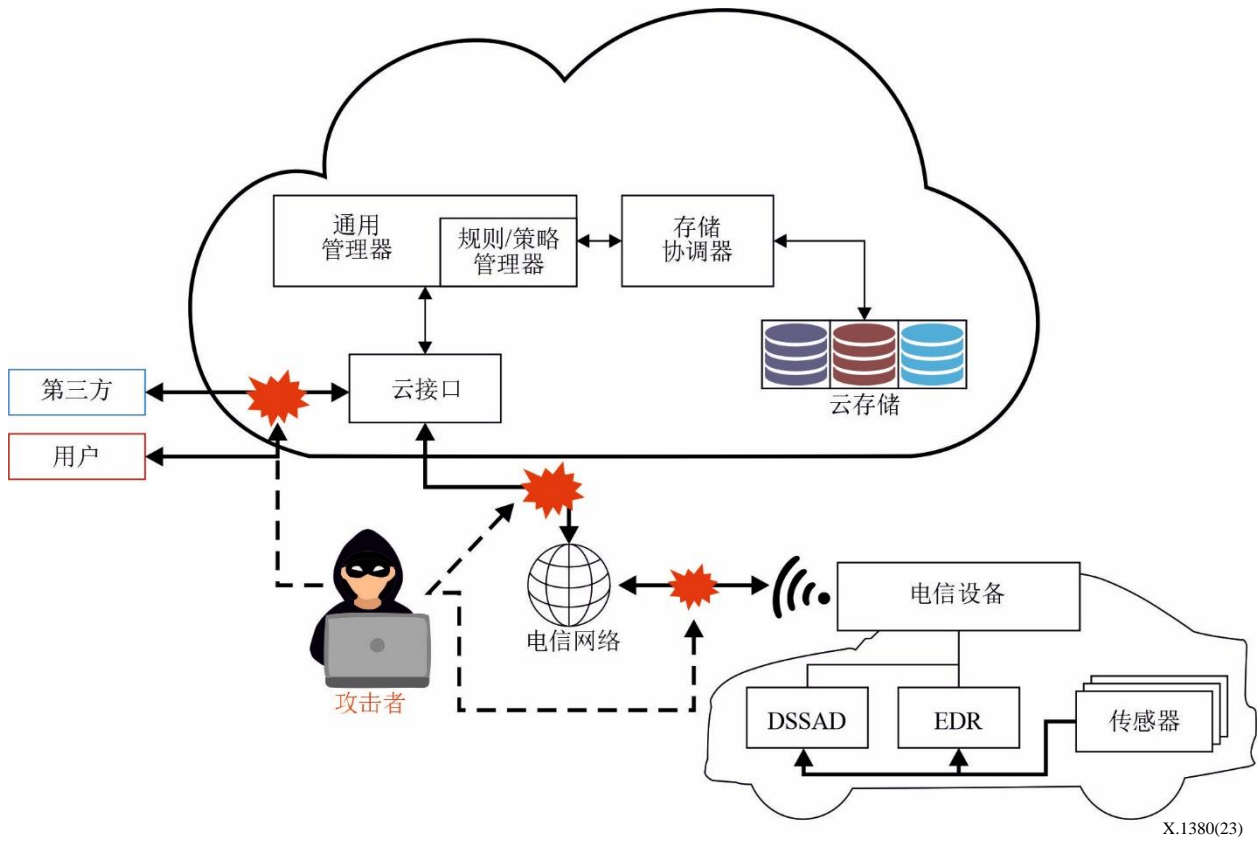 通用
管理器
规则/策略
管理器
存储
协调器
云存储
第三方
云接口
用户
电信网络
电信设备
攻击者
DSSAD
EDR
传感器
X.1380(23)